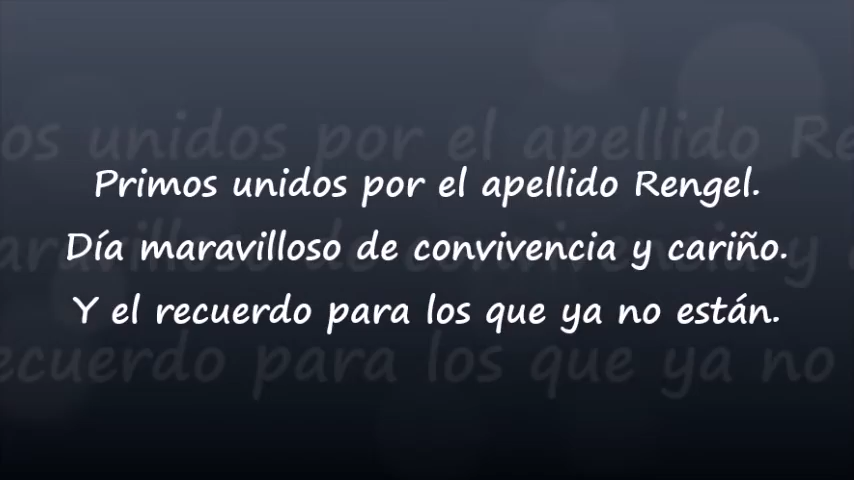 Primos unidos por el apellido Rengel.
Día maravilloso de convivencia y cariño.
Y el recuerdo para los que ya no están.